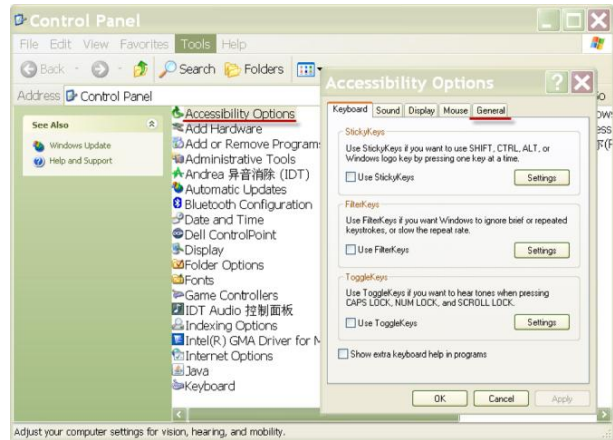 Control Panel
File Edit View Favorites Tools Help
Back Search Folders
Address Control Panel
See Also
Windows Update
Help and Support
Accessibility Options
Add Hardware
Add or Remove Program
Administrative Tools
Andrea 异音消除 (IDT)
Automatic Updates
Bluetooth Configuration
Date and Time
Dell ControlPoint
Display
Folder Options
Fonts
Game Controllers
IDT Audio 控制面板
Indexing Options
Intel(R) GMA Driver for M
Internet Options
Java
Keyboard
Accessibility Options
Keyboard Sound Display Mouse General
StickyKeys
Use StickyKeys if you want to use SHIFT, CTRL, ALT, or
Windows logo key by pressing one key at a time.
Use StickyKeys Settings
FilterKeys
Use FilterKeys if you want Windows to ignore brief or repeated
keystrokes, or slow the repeat rate.
Use FilterKeys Settings
ToggleKeys
Use ToggleKeys if you want to hear tones when pressing
CAPS LOCK, NUM LOCK, and SCROLL LOCK.
Use ToggleKeys Settings
Show extra keyboard help in programs
OK Cancel Apply
Adjust your computer settings for vision, hearing, and mobility.